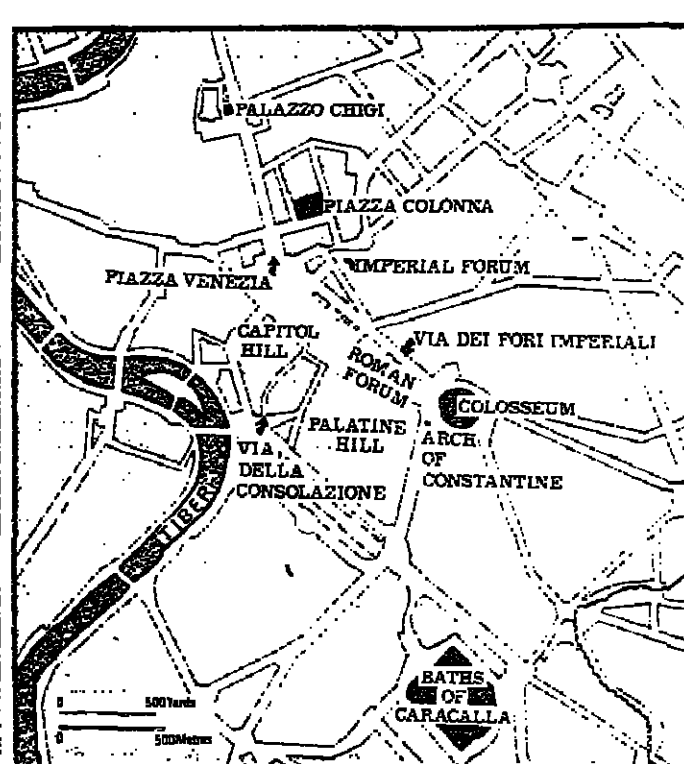 PALAZZO CHIGI
PIAZZA COLONNA
PIAZZA VENEZIA
IMPERIAL FORUM
CAPITOL
HILL
VIA DEI FORI IMPERIALI
ROMAN
FORUM
COLOSSEUM
PALATINE
HILL
ARCH
OF
CONSTANTINE
VIA
DELLA
CONSOLAZIONE
TIBER
BATHS
OF
CARACALLA
0 500 Yards
0 500 Metres